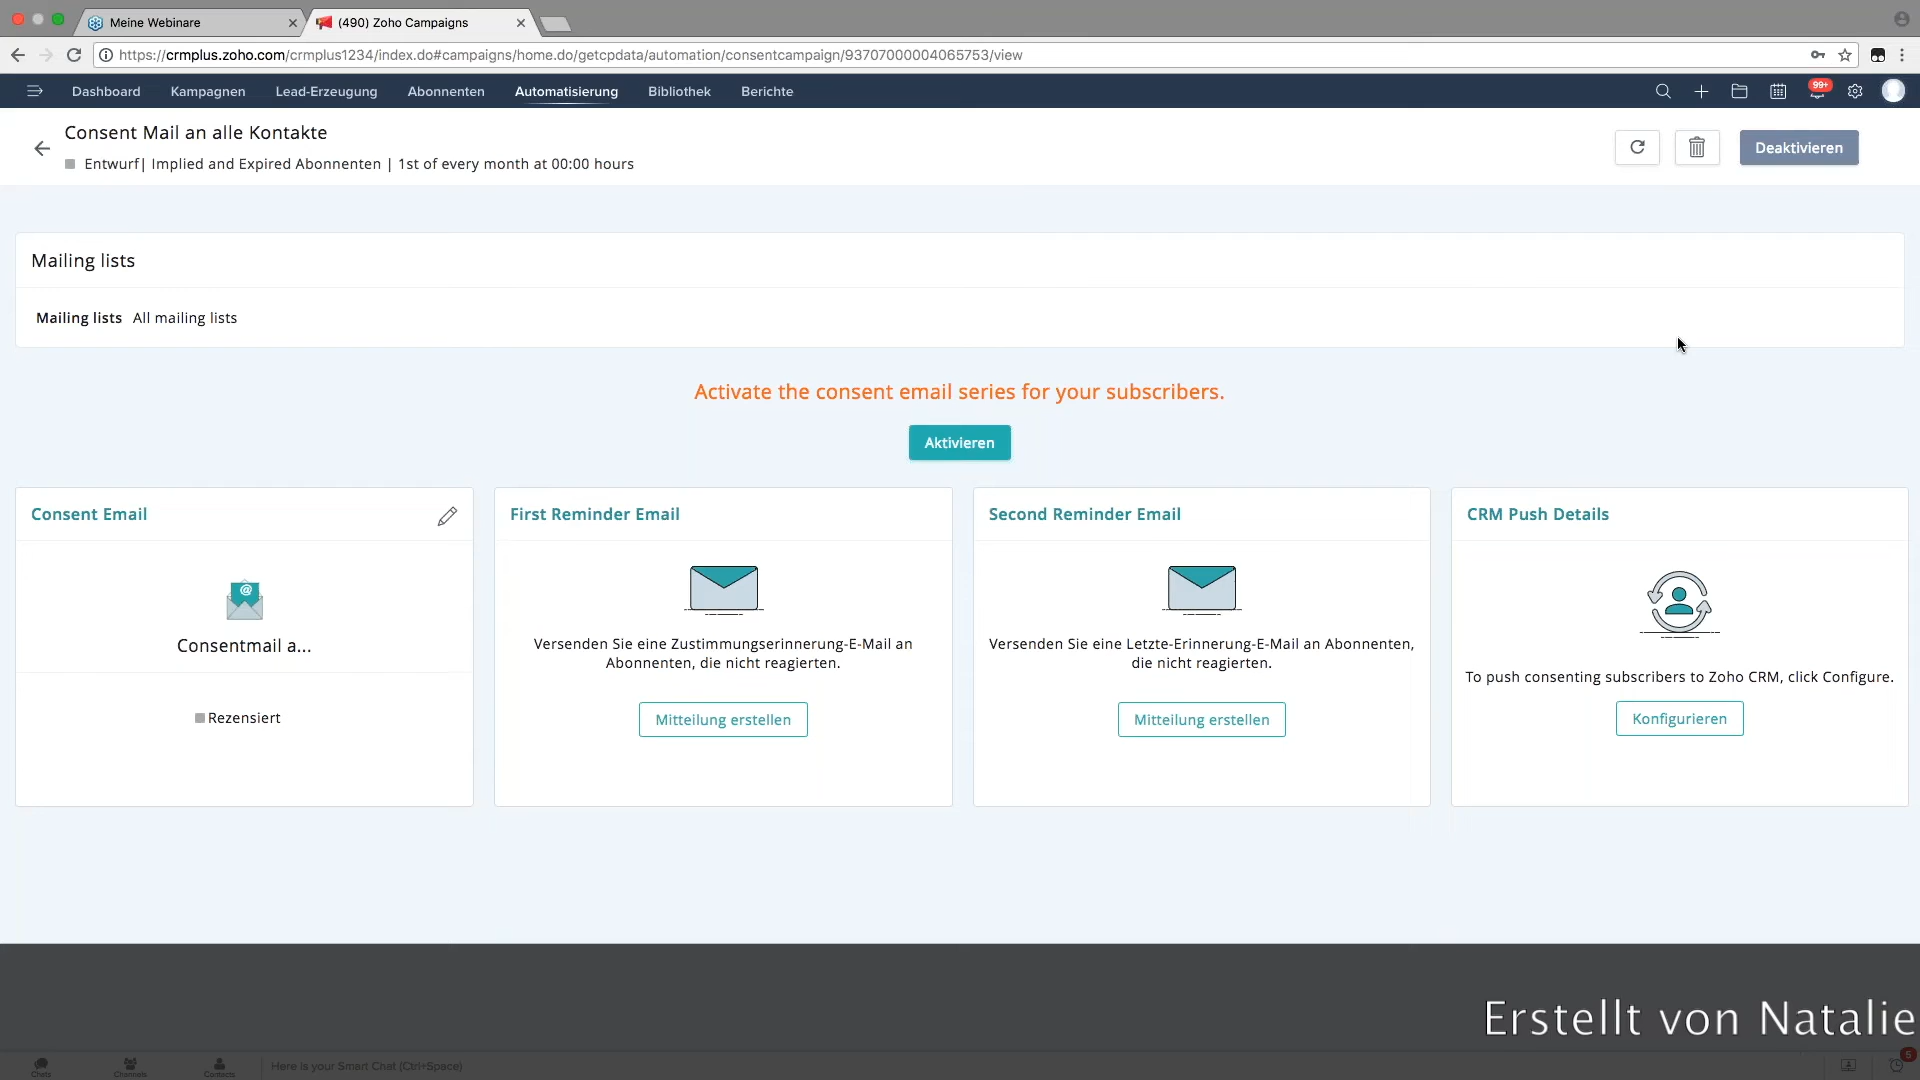 Meine Webinare
(490) Zoho Campaigns
https://crmplus.zoho.com/crmplus1234/index.do#campaigns/home.do/getcpdata/automation/consentcampaign/93707000004065753/view
Dashboard Kampagnen Lead-Erzeugung Abonnenten Automatisierung Bibliothek Berichte
99+
Consent Mail an alle Kontakte
Entwurf| Implied and Expired Abonnenten | 1st of every month at 00:00 hours
Deaktivieren
Mailing lists
Mailing lists All mailing lists
Activate the consent email series for your subscribers.
Aktivieren
Consent Email
@
Consentmail a...
Rezensiert
First Reminder Email
Versenden Sie eine Zustimmungserinnerung-E-Mail an
Abonnenten, die nicht reagierten.
Mitteilung erstellen
Second Reminder Email
Versenden Sie eine Letzte-Erinnerung-E-Mail an Abonnenten,
die nicht reagierten.
Mitteilung erstellen
CRM Push Details
To push consenting subscribers to Zoho CRM, click Configure.
Konfigurieren
Erstellt von Natalie
Chats Channels Contacts Here is your Smart Chat (Ctrl+Space)
5